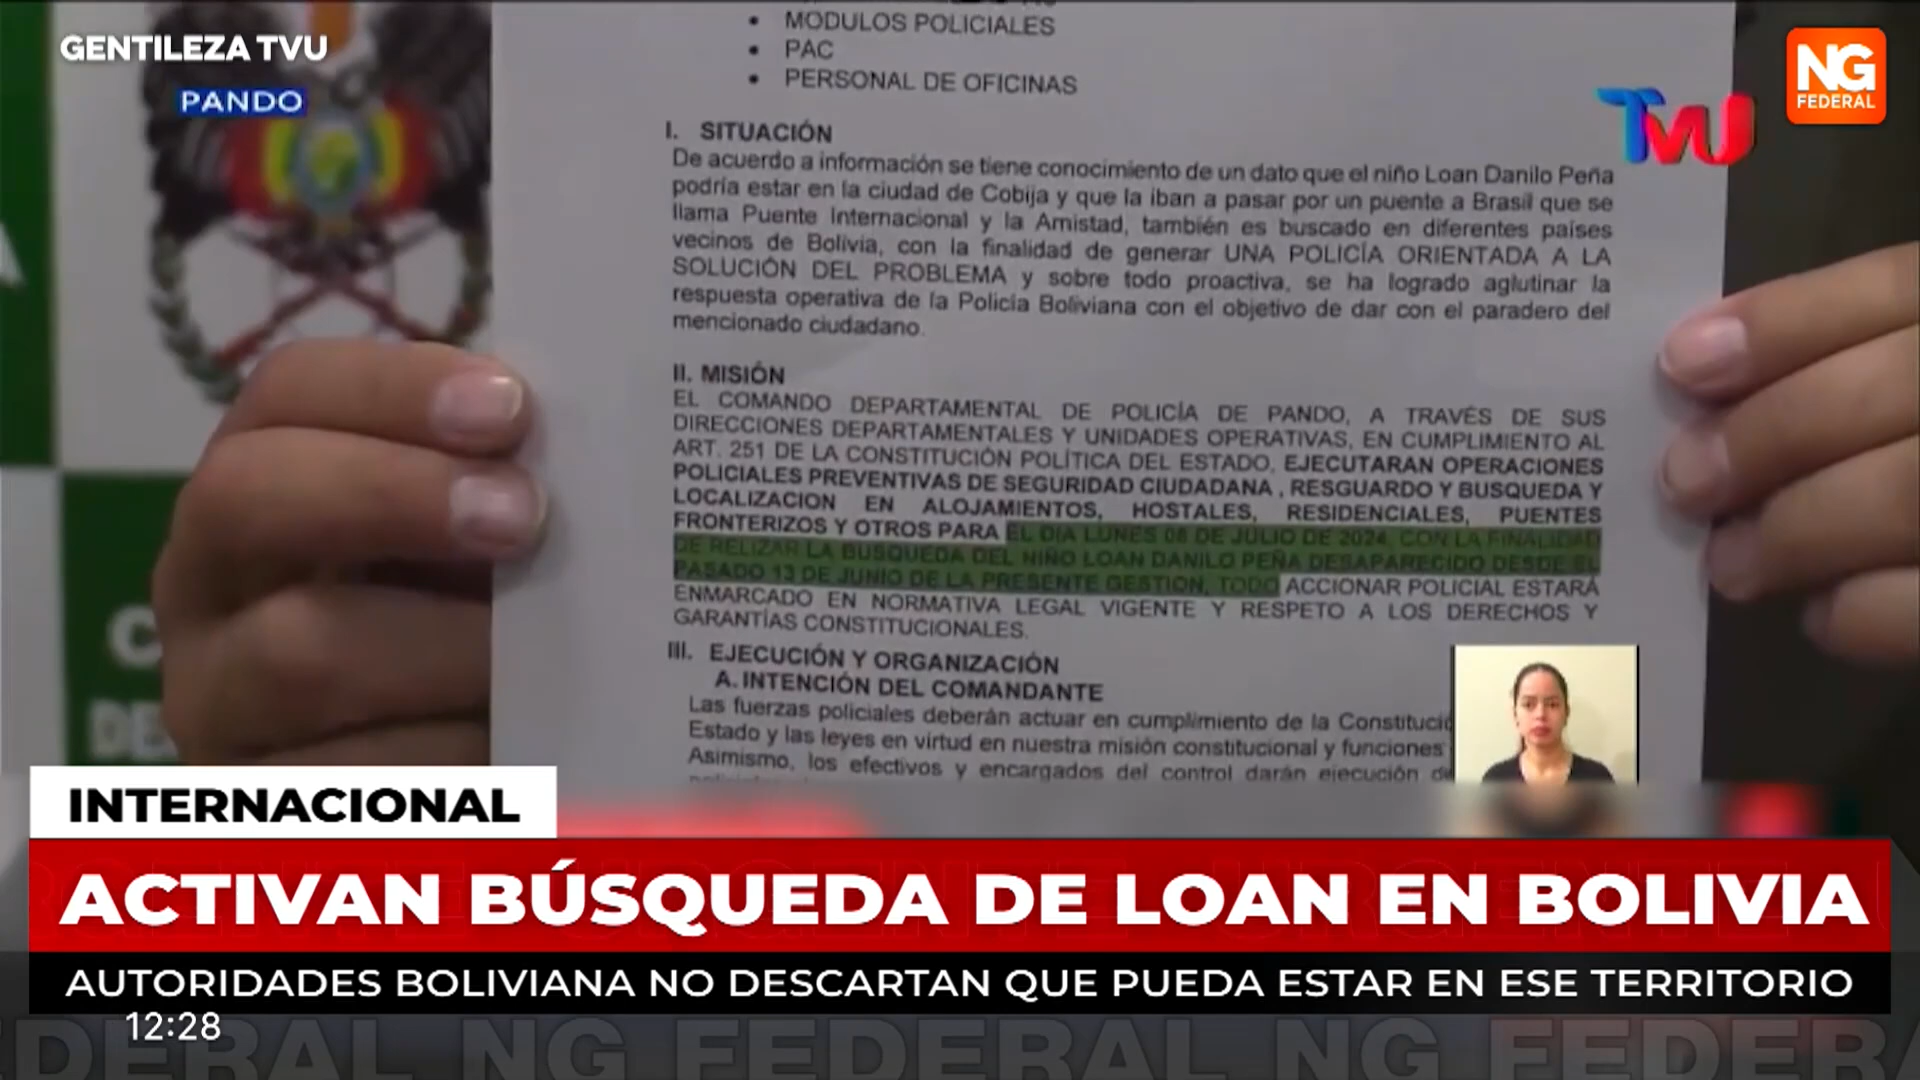 GENTILEZA TVU
PANDO
NG
FEDERAL
TVU
• MODULOS POLICIALES
• PAC
• PERSONAL DE OFICINAS
I. SITUACIÓN
De acuerdo a información se tiene conocimiento de un dato que el niño Loan Danilo Peña
podría estar en la ciudad de Cobija y que la iban a pasar por un puente a Brasil que se
llama Puente Internacional y la Amistad, también es buscado en diferentes países
vecinos de Bolivia, con la finalidad de generar UNA POLICÍA ORIENTADA A LA
SOLUCIÓN DEL PROBLEMA y sobre todo proactiva, se ha logrado aglutinar la
respuesta operativa de la Policía Boliviana con el objetivo de dar con el paradero del
mencionado ciudadano.
II. MISIÓN
EL COMANDO DEPARTAMENTAL DE POLICÍA DE PANDO, A TRAVÉS DE SUS
DIRECCIONES DEPARTAMENTALES Y UNIDADES OPERATIVAS, EN CUMPLIMIENTO AL
ART. 251 DE LA CONSTITUCIÓN POLÍTICA DEL ESTADO, EJECUTARAN OPERACIONES
POLICIALES PREVENTIVAS DE SEGURIDAD CIUDADANA , RESGUARDO Y BUSQUEDA Y
LOCALIZACION EN ALOJAMIENTOS, HOSTALES, RESIDENCIALES, PUENTES
FRONTERIZOS Y OTROS PARA EL DIA LUNES 08 DE JULIO DE 2024, CON LA FINALIDAD
DE RELIZAR LA BUSQUEDA DEL NIÑO LOAN DANILO PEÑA DESAPARECIDO DESDE EL
PASADO 13 DE JUNIO DE LA PRESENTE GESTION, TODO ACCIONAR POLICIAL ESTARÁ
ENMARCADO EN NORMATIVA LEGAL VIGENTE Y RESPETO A LOS DERECHOS Y
GARANTÍAS CONSTITUCIONALES.
III. EJECUCIÓN Y ORGANIZACIÓN
A. INTENCIÓN DEL COMANDANTE
Las fuerzas policiales deberán actuar en cumplimiento de la Constitució
Estado y las leyes en virtud en nuestra misión constitucional y funciones
Asimismo, los efectivos y encargados del control darán ejecución de
INTERNACIONAL
ACTIVAN BÚSQUEDA DE LOAN EN BOLIVIA
AUTORIDADES BOLIVIANA NO DESCARTAN QUE PUEDA ESTAR EN ESE TERRITORIO
12:28
DERAL NG FEDERAL NG FEDERAL NG FEDERA